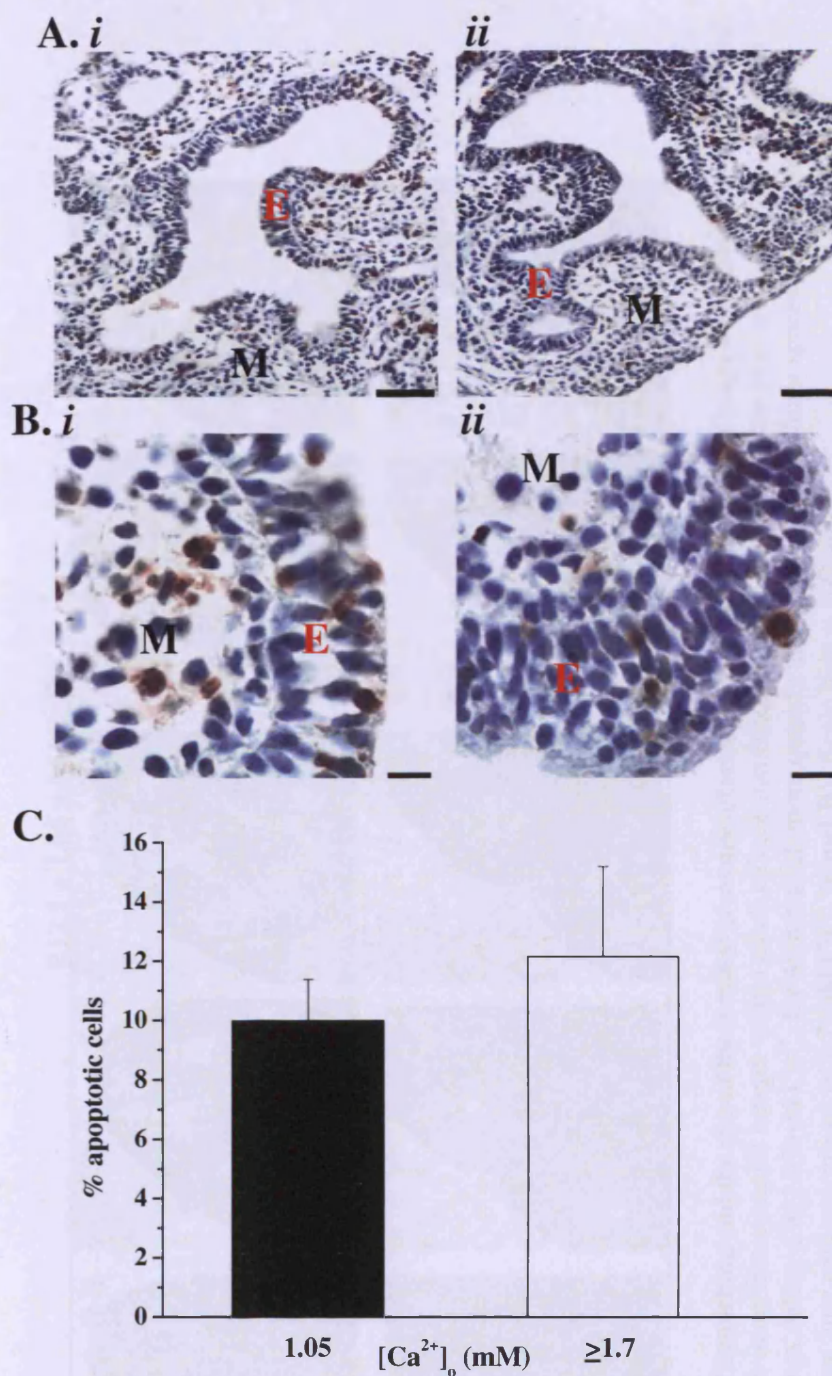 A. i ii
E
M
E
M
B. i ii
M
E
M
E
C.
16
14
12
10
8
6
4
2
0
% apoptotic cells
1.05 [Ca²⁺]ₒ (mM) ≥1.7